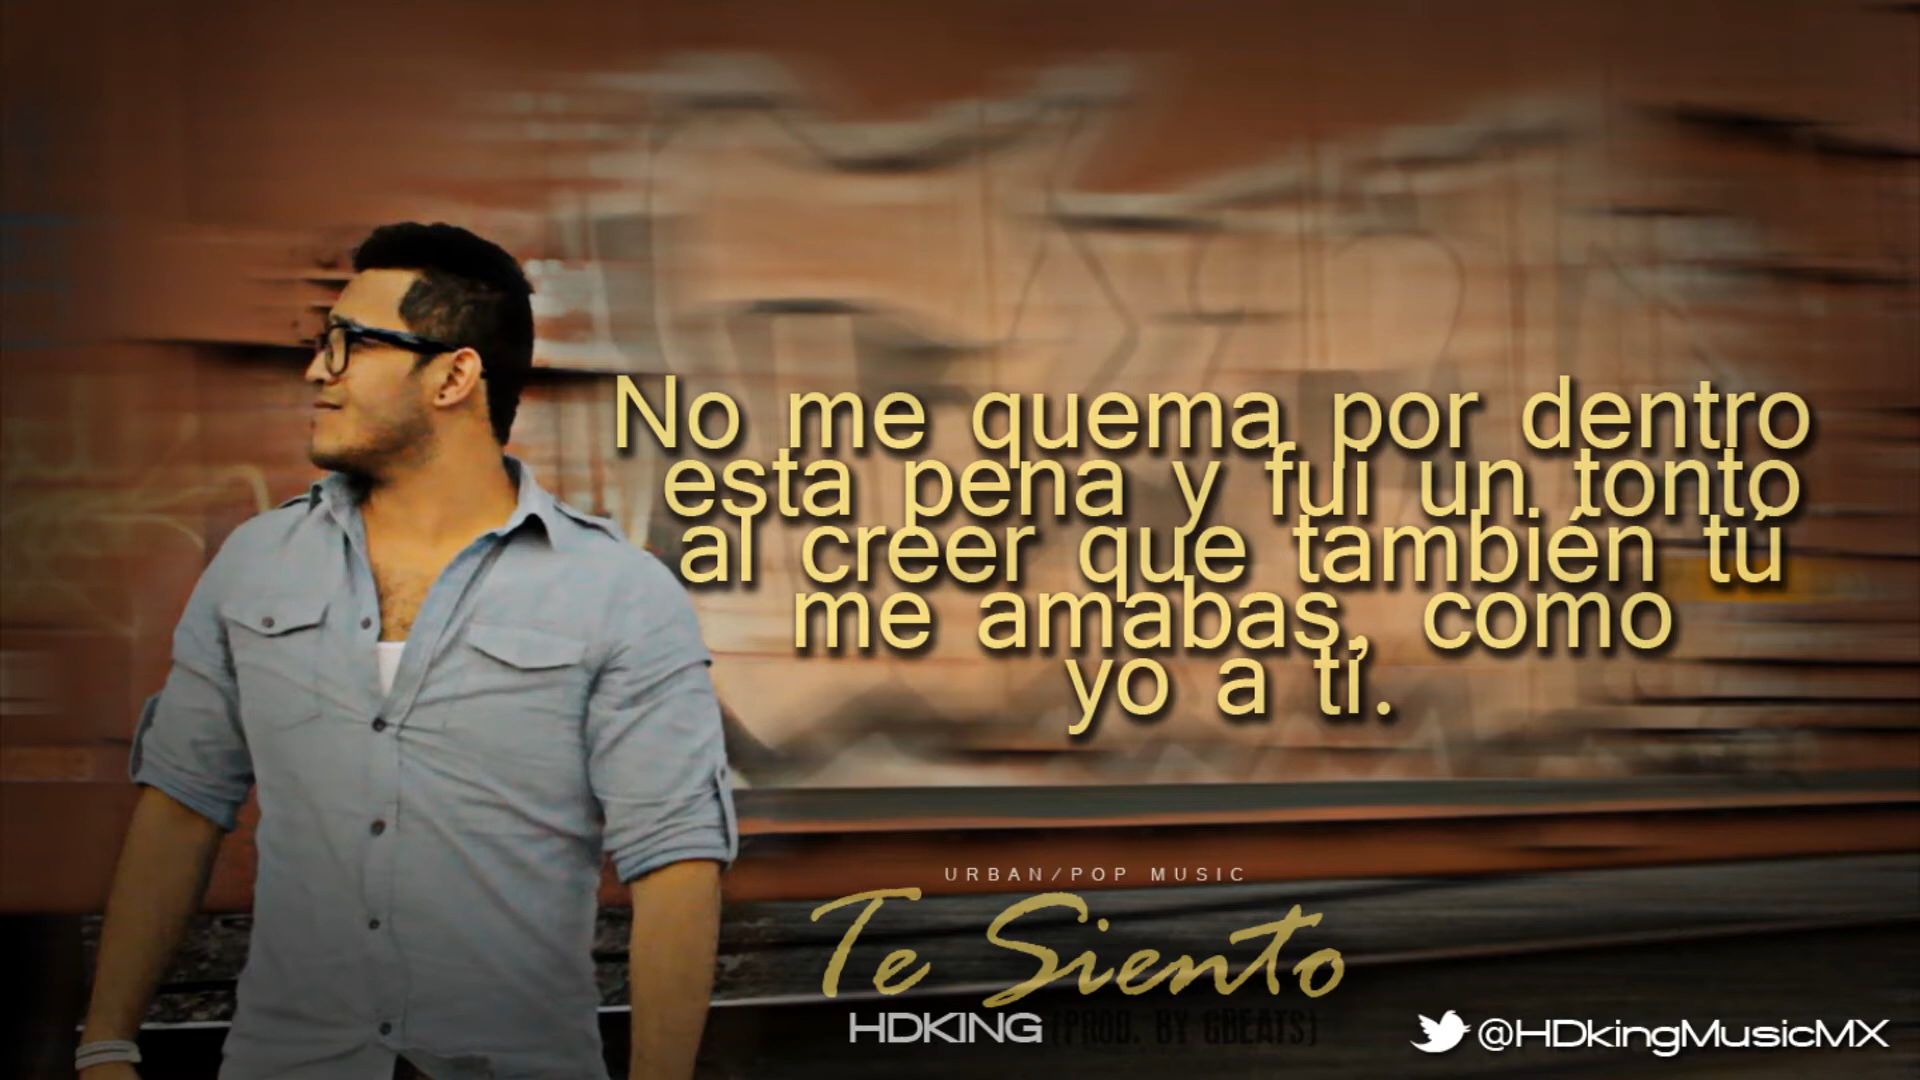 No me quema por dentro
esta pena y fui un tonto
al creer que también tú
me amabas, como
yo a ti.
URBAN/POP MUSIC
Te Siento
HDKING (PROD. BY GBEATS)
@HDkingMusicMX